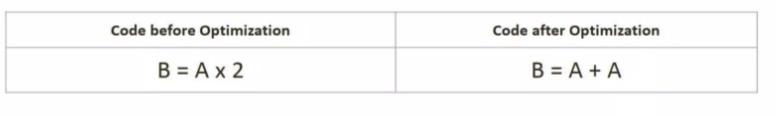 Code before Optimization
Code after Optimization
B = A x 2
B = A + A